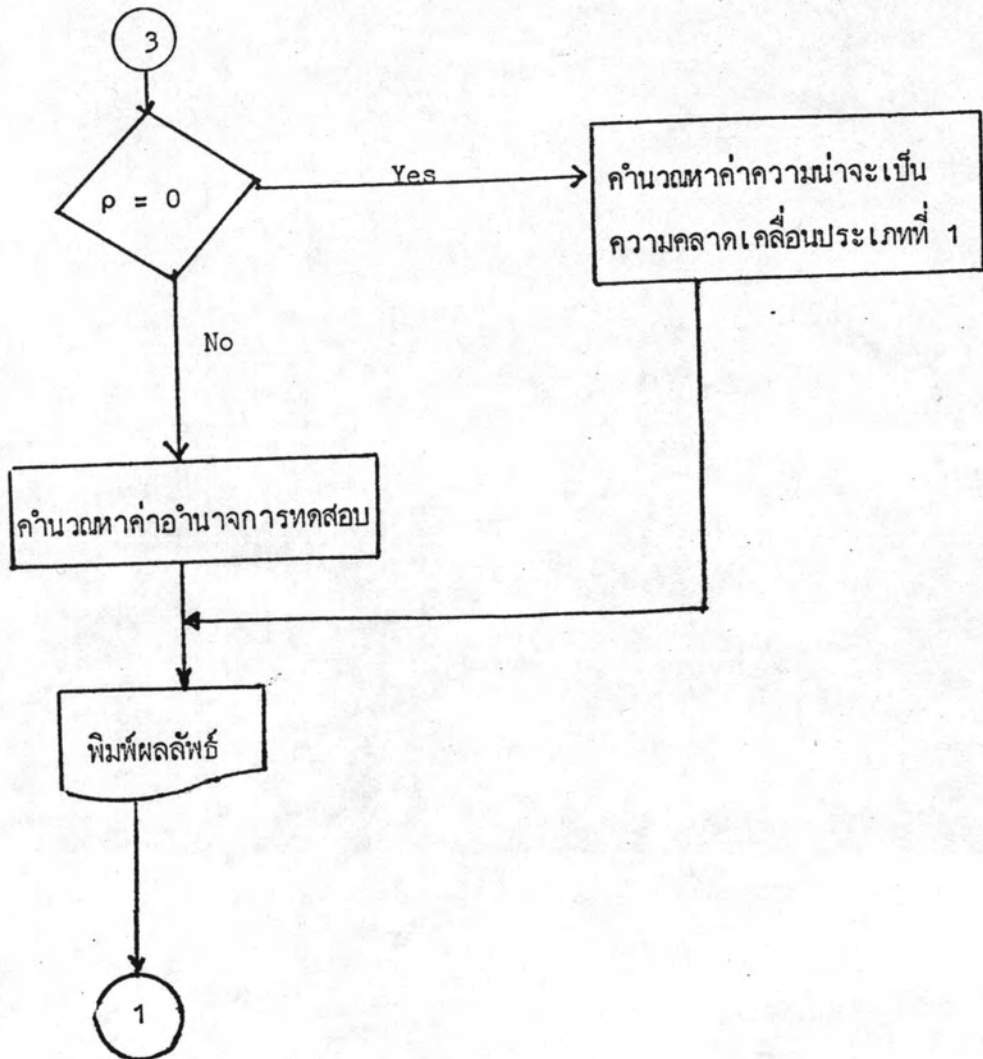 3
ρ = 0
Yes
คำนวณหาค่าความน่าจะเป็น
ความคลาดเคลื่อนประเภทที่ 1
No
คำนวณหาค่าอำนาจการทดสอบ
พิมพ์ผลลัพธ์
1